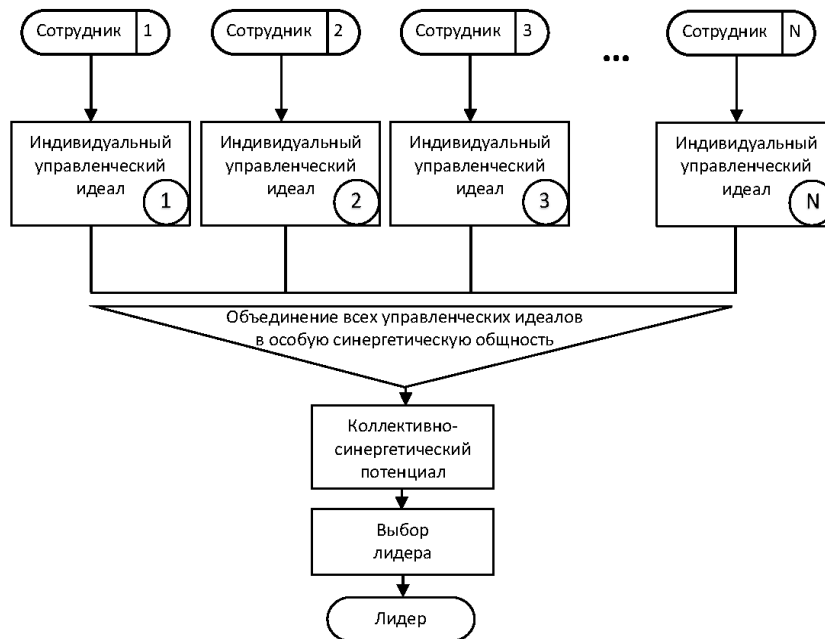 Сотрудник 1
Сотрудник 2
Сотрудник 3
...
Сотрудник N
Индивидуальный
управленческий
идеал
1
Индивидуальный
управленческий
идеал
2
Индивидуальный
управленческий
идеал
3
Индивидуальный
управленческий
идеал
N
Объединение всех управленческих идеалов
в особую синергетическую общность
Коллективно-
синергетический
потенциал
Выбор
лидера
Лидер